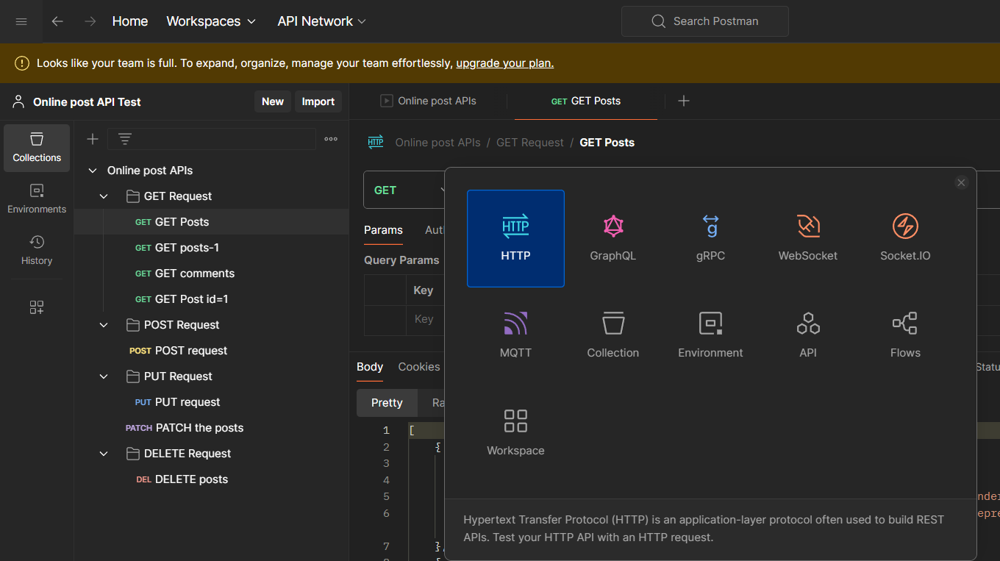 Home Workspaces API Network Search Postman
Looks like your team is full. To expand, organize, manage your team effortlessly, upgrade your plan.
Online post API Test New Import
Online post APIs GET GET Posts
Collections
Environments
History
Online post APIs
GET Request
GET GET Posts
GET GET posts-1
GET GET comments
GET GET Post id=1
POST Request
POST POST request
PUT Request
PUT PUT request
PATCH PATCH the posts
DELETE Request
DEL DELETE posts
HTTP Online post APIs / GET Request / GET Posts
GET
Params
Query Params
Key
Key
Body Cookies
Pretty
1 [
2 {
3
4
5
6
7 },
HTTP
HTTP
GraphQL
g
gRPC
WebSocket
Socket.IO
MQTT
Collection
Environment
API
Flows
Workspace
Hypertext Transfer Protocol (HTTP) is an application-layer protocol often used to build REST
APIs. Test your HTTP API with an HTTP request.